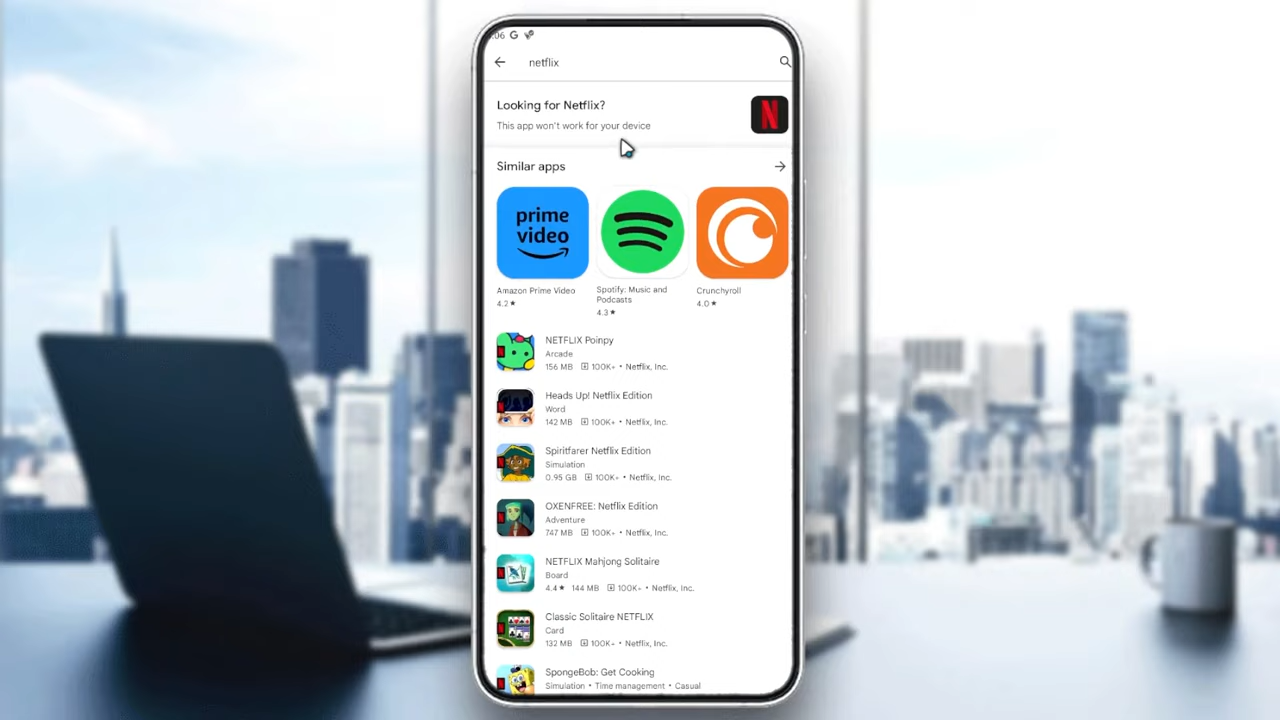 :06 G
netflix
Looking for Netflix?
This app won't work for your device
N
Similar apps
prime
video
Amazon Prime Video
4.2★
Spotify: Music and
Podcasts
4.3★
Crunchyroll
4.0★
NETFLIX Poinpy
Arcade
156 MB 100K+ • Netflix, Inc.
Heads Up! Netflix Edition
Word
142 MB 100K+ • Netflix, Inc.
Spiritfarer Netflix Edition
Simulation
0.95 GB 100K+ • Netflix, Inc.
OXENFREE: Netflix Edition
Adventure
747 MB 100K+ • Netflix, Inc.
NETFLIX Mahjong Solitaire
Board
4.4★ 144 MB 100K+ • Netflix, Inc.
Classic Solitaire NETFLIX
Card
132 MB 100K+ • Netflix, Inc.
SpongeBob: Get Cooking
Simulation • Time management • Casual